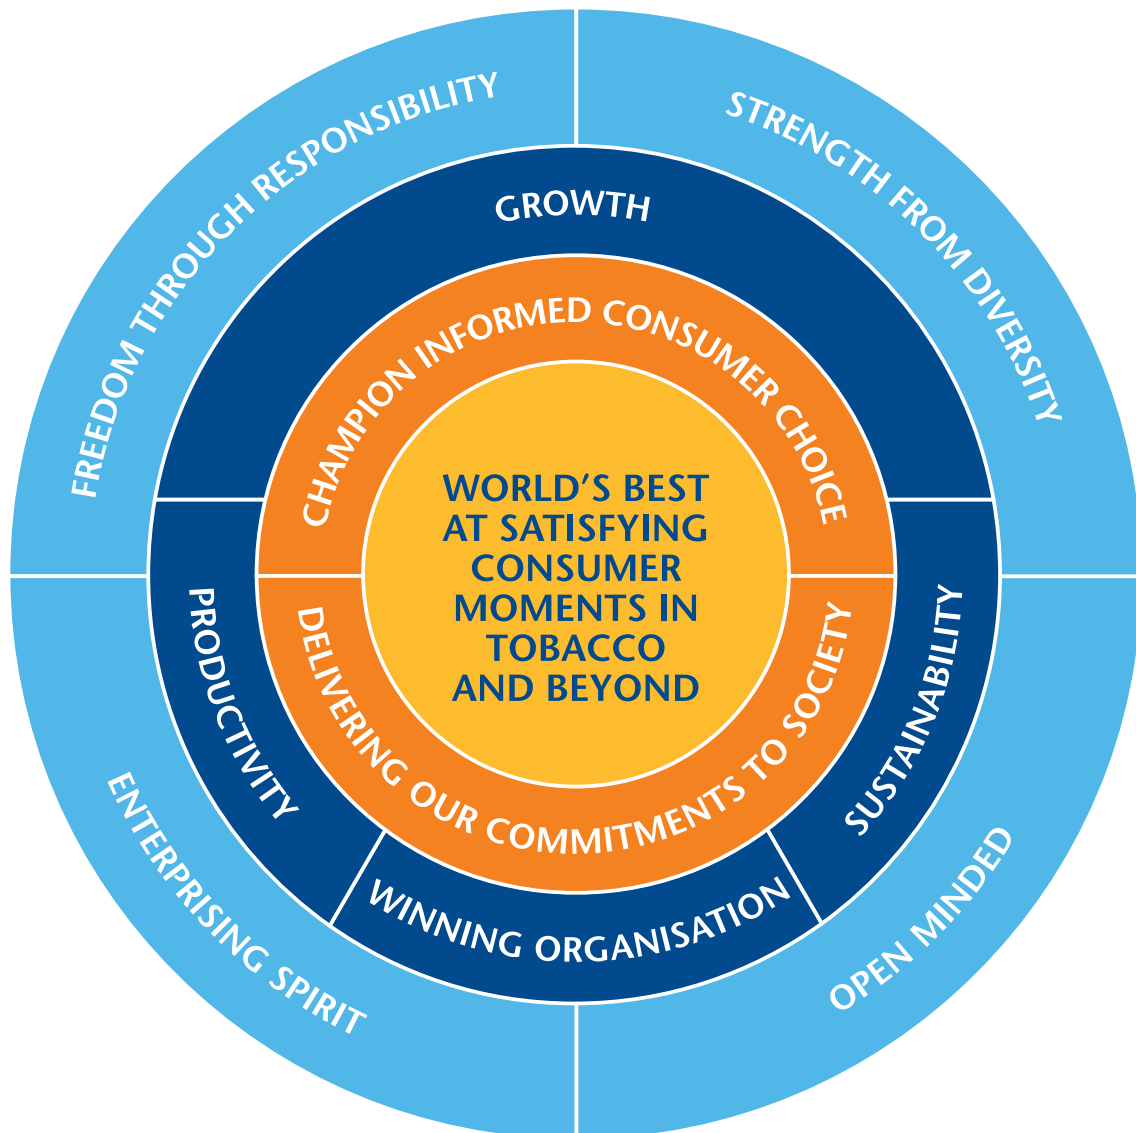 FREEDOM THROUGH RESPONSIBILITY
STRENGTH FROM DIVERSITY
GROWTH
CHAMPION INFORMED CONSUMER CHOICE
WORLD’S BEST
AT SATISFYING
CONSUMER
MOMENTS IN
TOBACCO
AND BEYOND
DELIVERING OUR COMMITMENTS TO SOCIETY
PRODUCTIVITY
SUSTAINABILITY
WINNING ORGANISATION
ENTERPRISING SPIRIT
OPEN MINDED